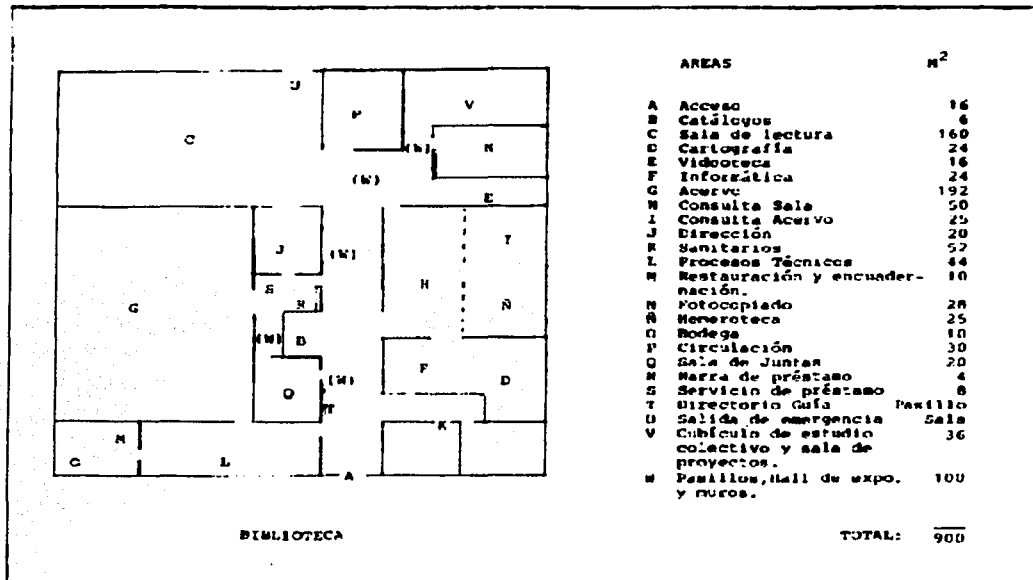 AREAS M²
A Acceso 16
B Catálogos 6
C Sala de lectura 160
D Cartografía 24
E Videoteca 16
F Informática 24
G Acervo 192
H Consulta Sala 50
I Consulta Acervo 25
J Dirección 20
K Sanitarios 52
L Procesos Técnicos 44
M Restauración y encuader- 10
nación.
N Fotocopiado 28
Ñ Hemeroteca 25
O Bodega 10
P Circulación 30
Q Sala de Juntas 20
R Barra de préstamo 4
S Servicio de préstamo 8
T Directorio Guía Pasillo
U Salida de emergencia Sala
V Cubículo de estudio 36
colectivo y sala de
proyectos.
W Pasillos, Hall de expo. 100
y muros.
TOTAL: 900
U
P
V
C
(W)
N
(W)
E
J
(W)
I
S
H
G
R
Ñ
(W)
B
F
(W)
D
Q
T
M
K
O
L
A
BIBLIOTECA